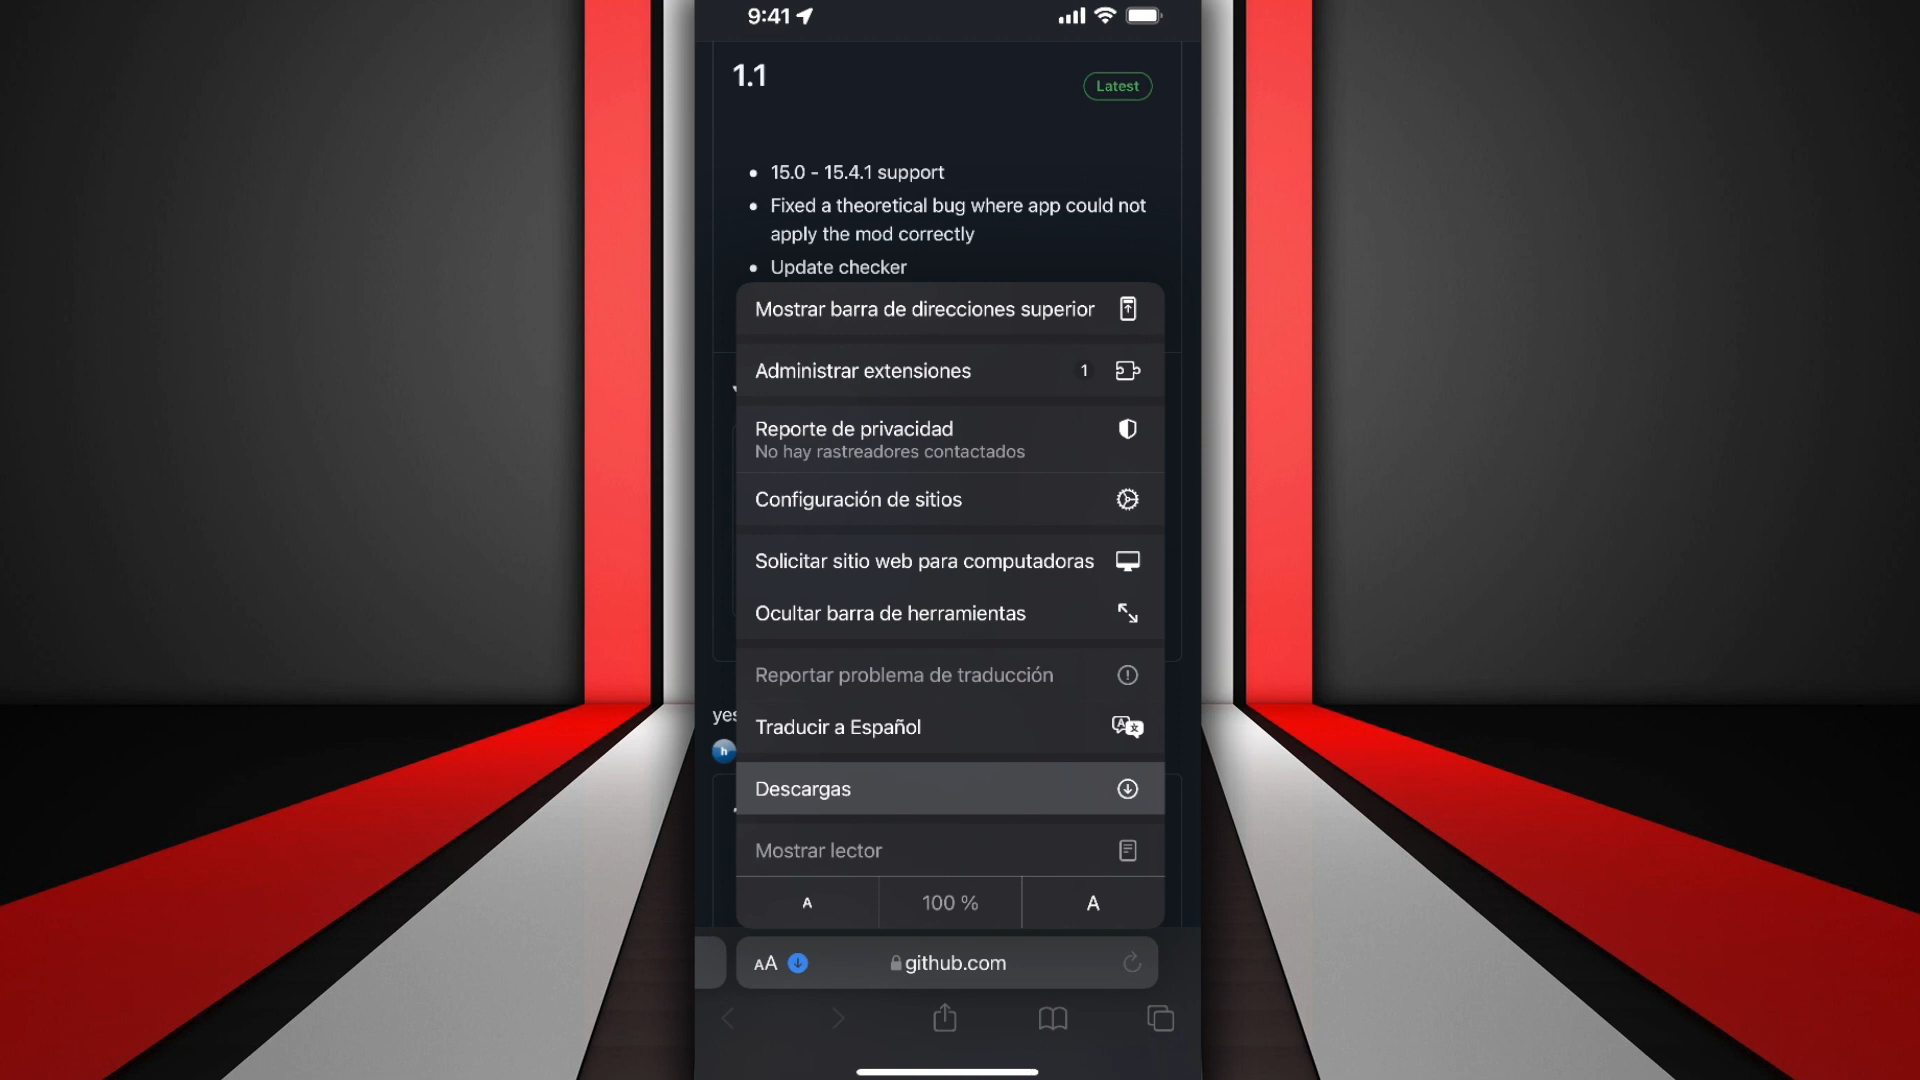 9:41
1.1
Latest
15.0 - 15.4.1 support
Fixed a theoretical bug where app could not
apply the mod correctly
Update checker
Mostrar barra de direcciones superior
Administrar extensiones 1
Reporte de privacidad
No hay rastreadores contactados
Configuración de sitios
Solicitar sitio web para computadoras
Ocultar barra de herramientas
Reportar problema de traducción
yes
Traducir a Español
h
Descargas
Mostrar lector
A 100 % A
AA github.com